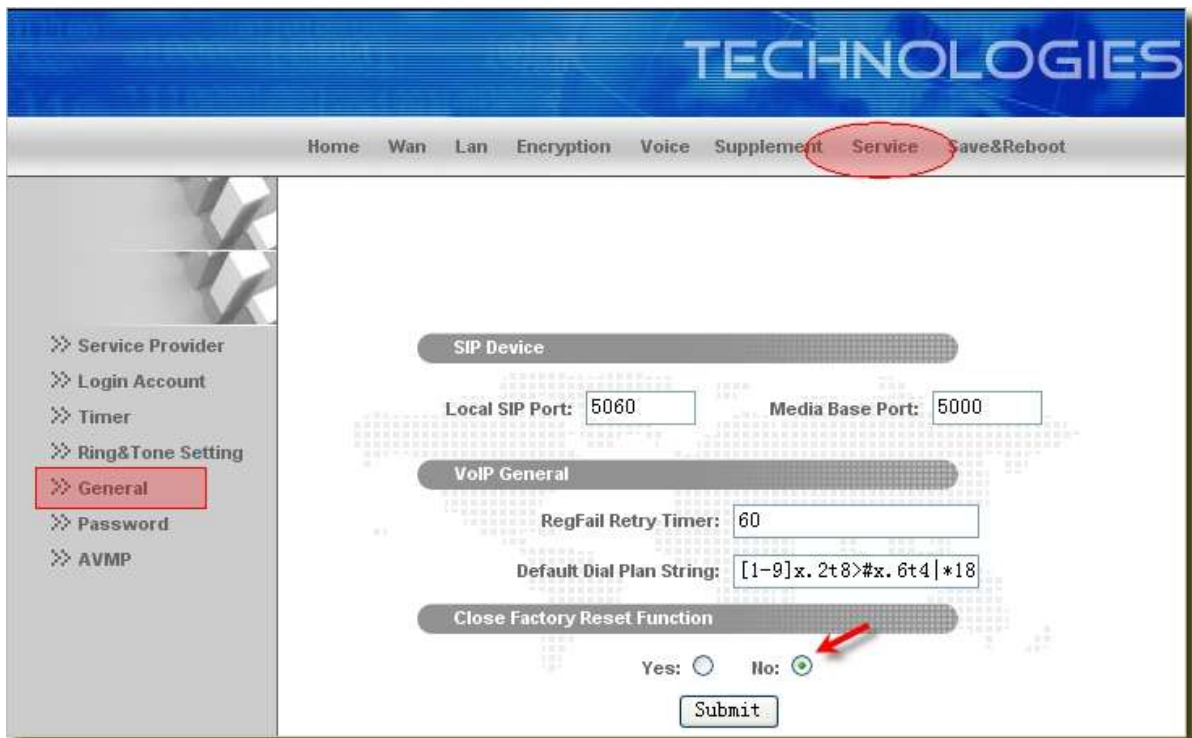 TECHNOLOGIES
Home Wan Lan Encryption Voice Supplement Service Save&Reboot
>> Service Provider
>> Login Account
>> Timer
>> Ring&Tone Setting
>> General
>> Password
>> AVMP
SIP Device
Local SIP Port: 5060 Media Base Port: 5000
VoIP General
RegFail Retry Timer: 60
Default Dial Plan String: [1-9]x.2t8>#x.6t4|*18
Close Factory Reset Function
Yes: No:
Submit